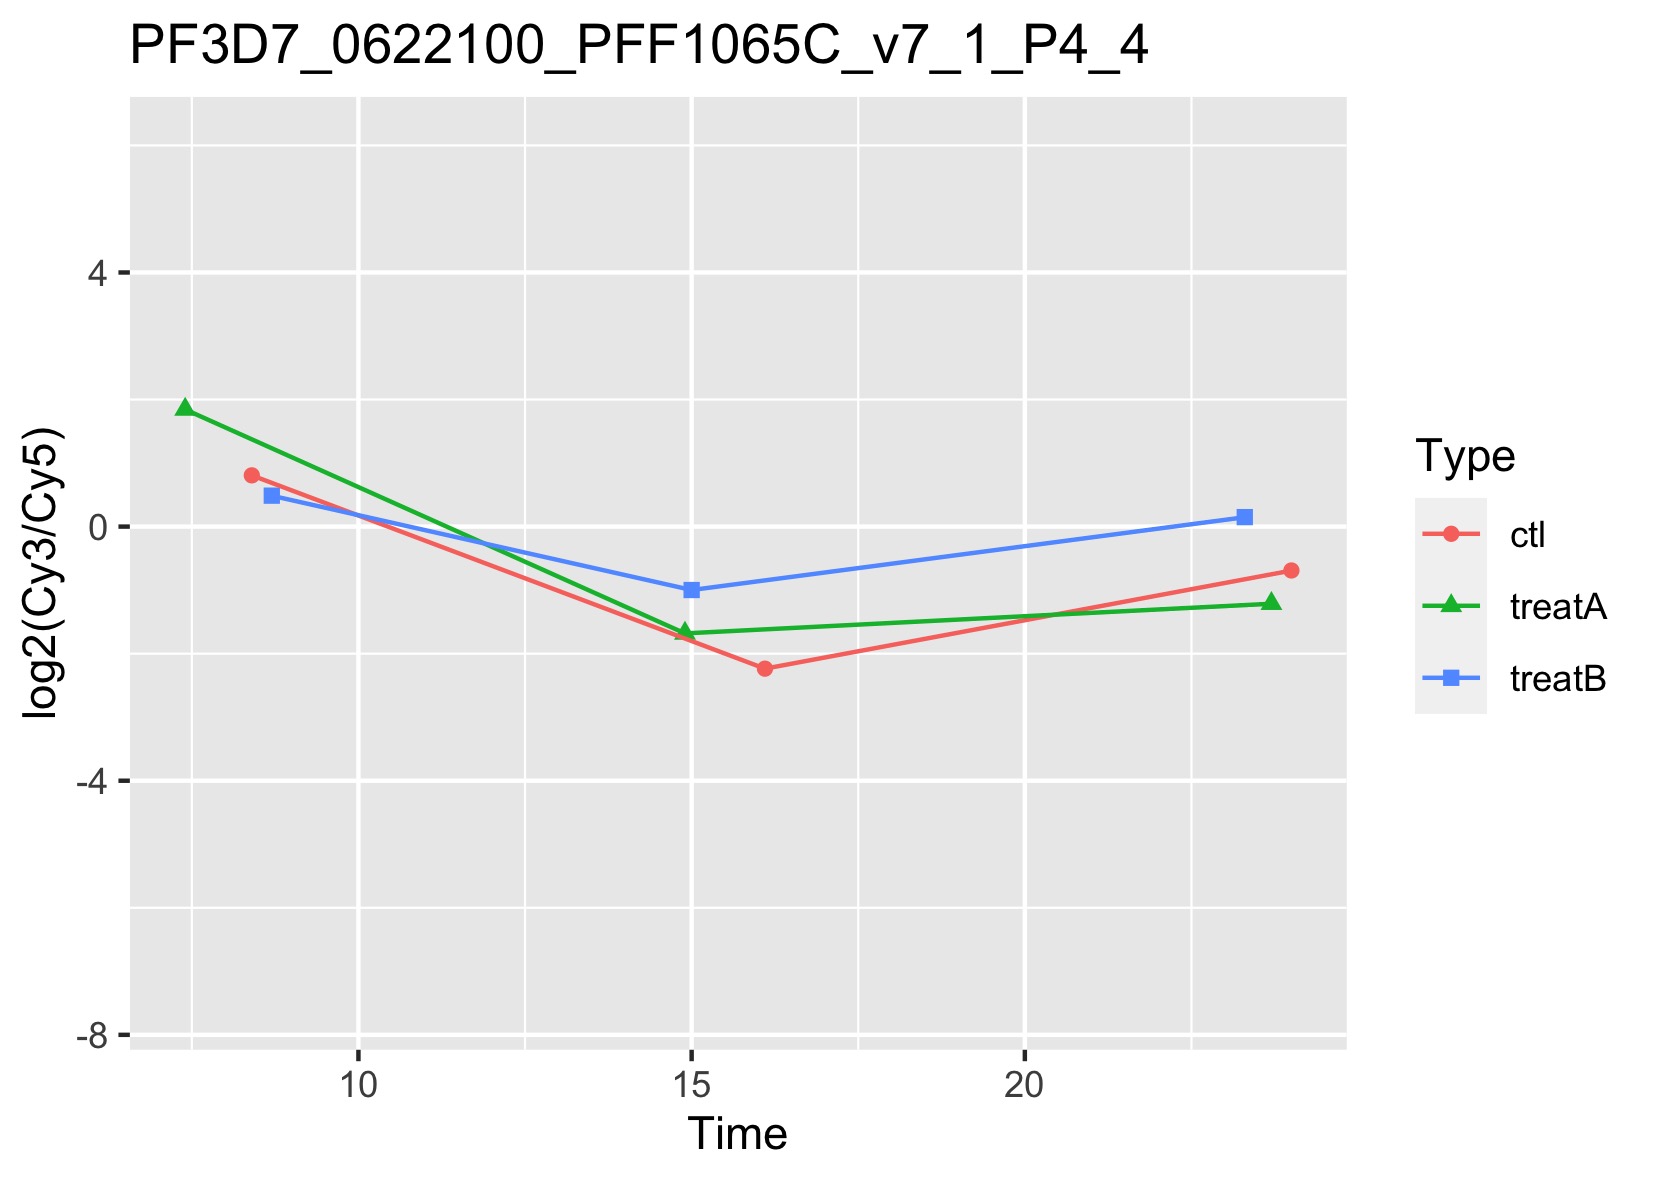 PF3D7_0622100_PFF1065C_v7_1_P4_4
log2(Cy3/Cy5)
4
0
-4
-8
10
15
20
Time
Type
ctl
treatA
treatB